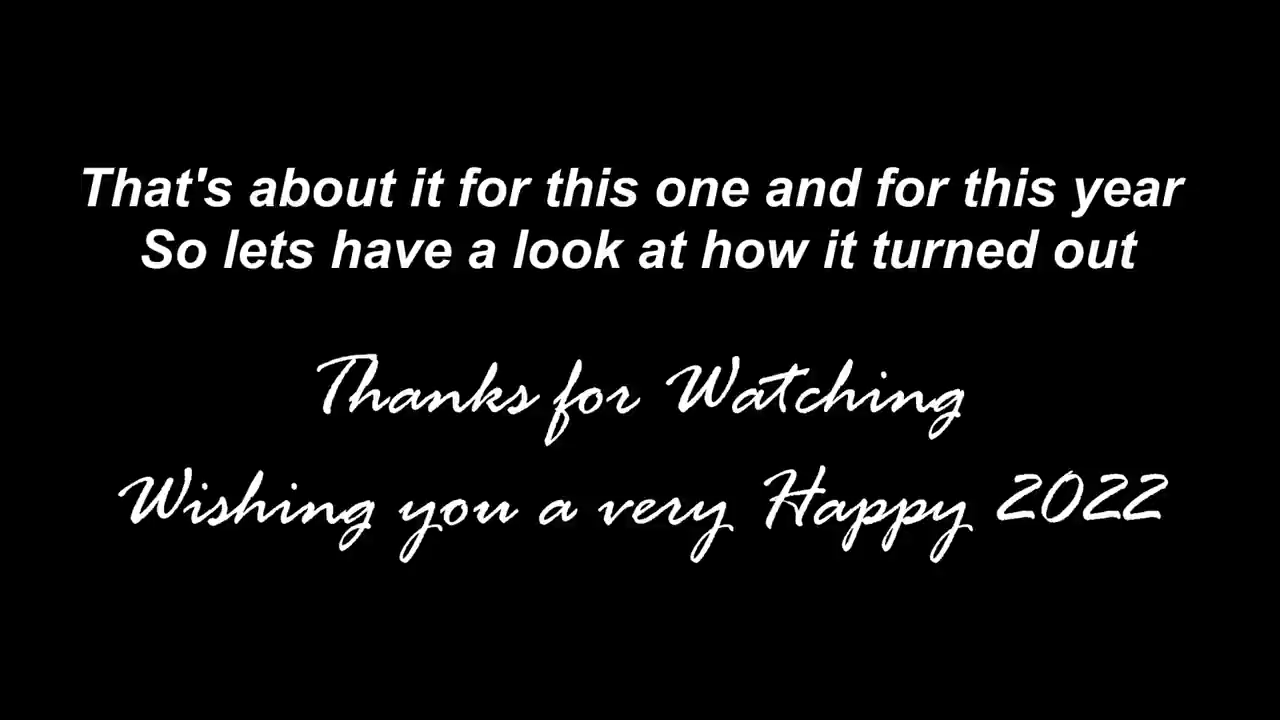 That's about it for this one and for this year
So lets have a look at how it turned out
Thanks for Watching
Wishing you a very Happy 2022